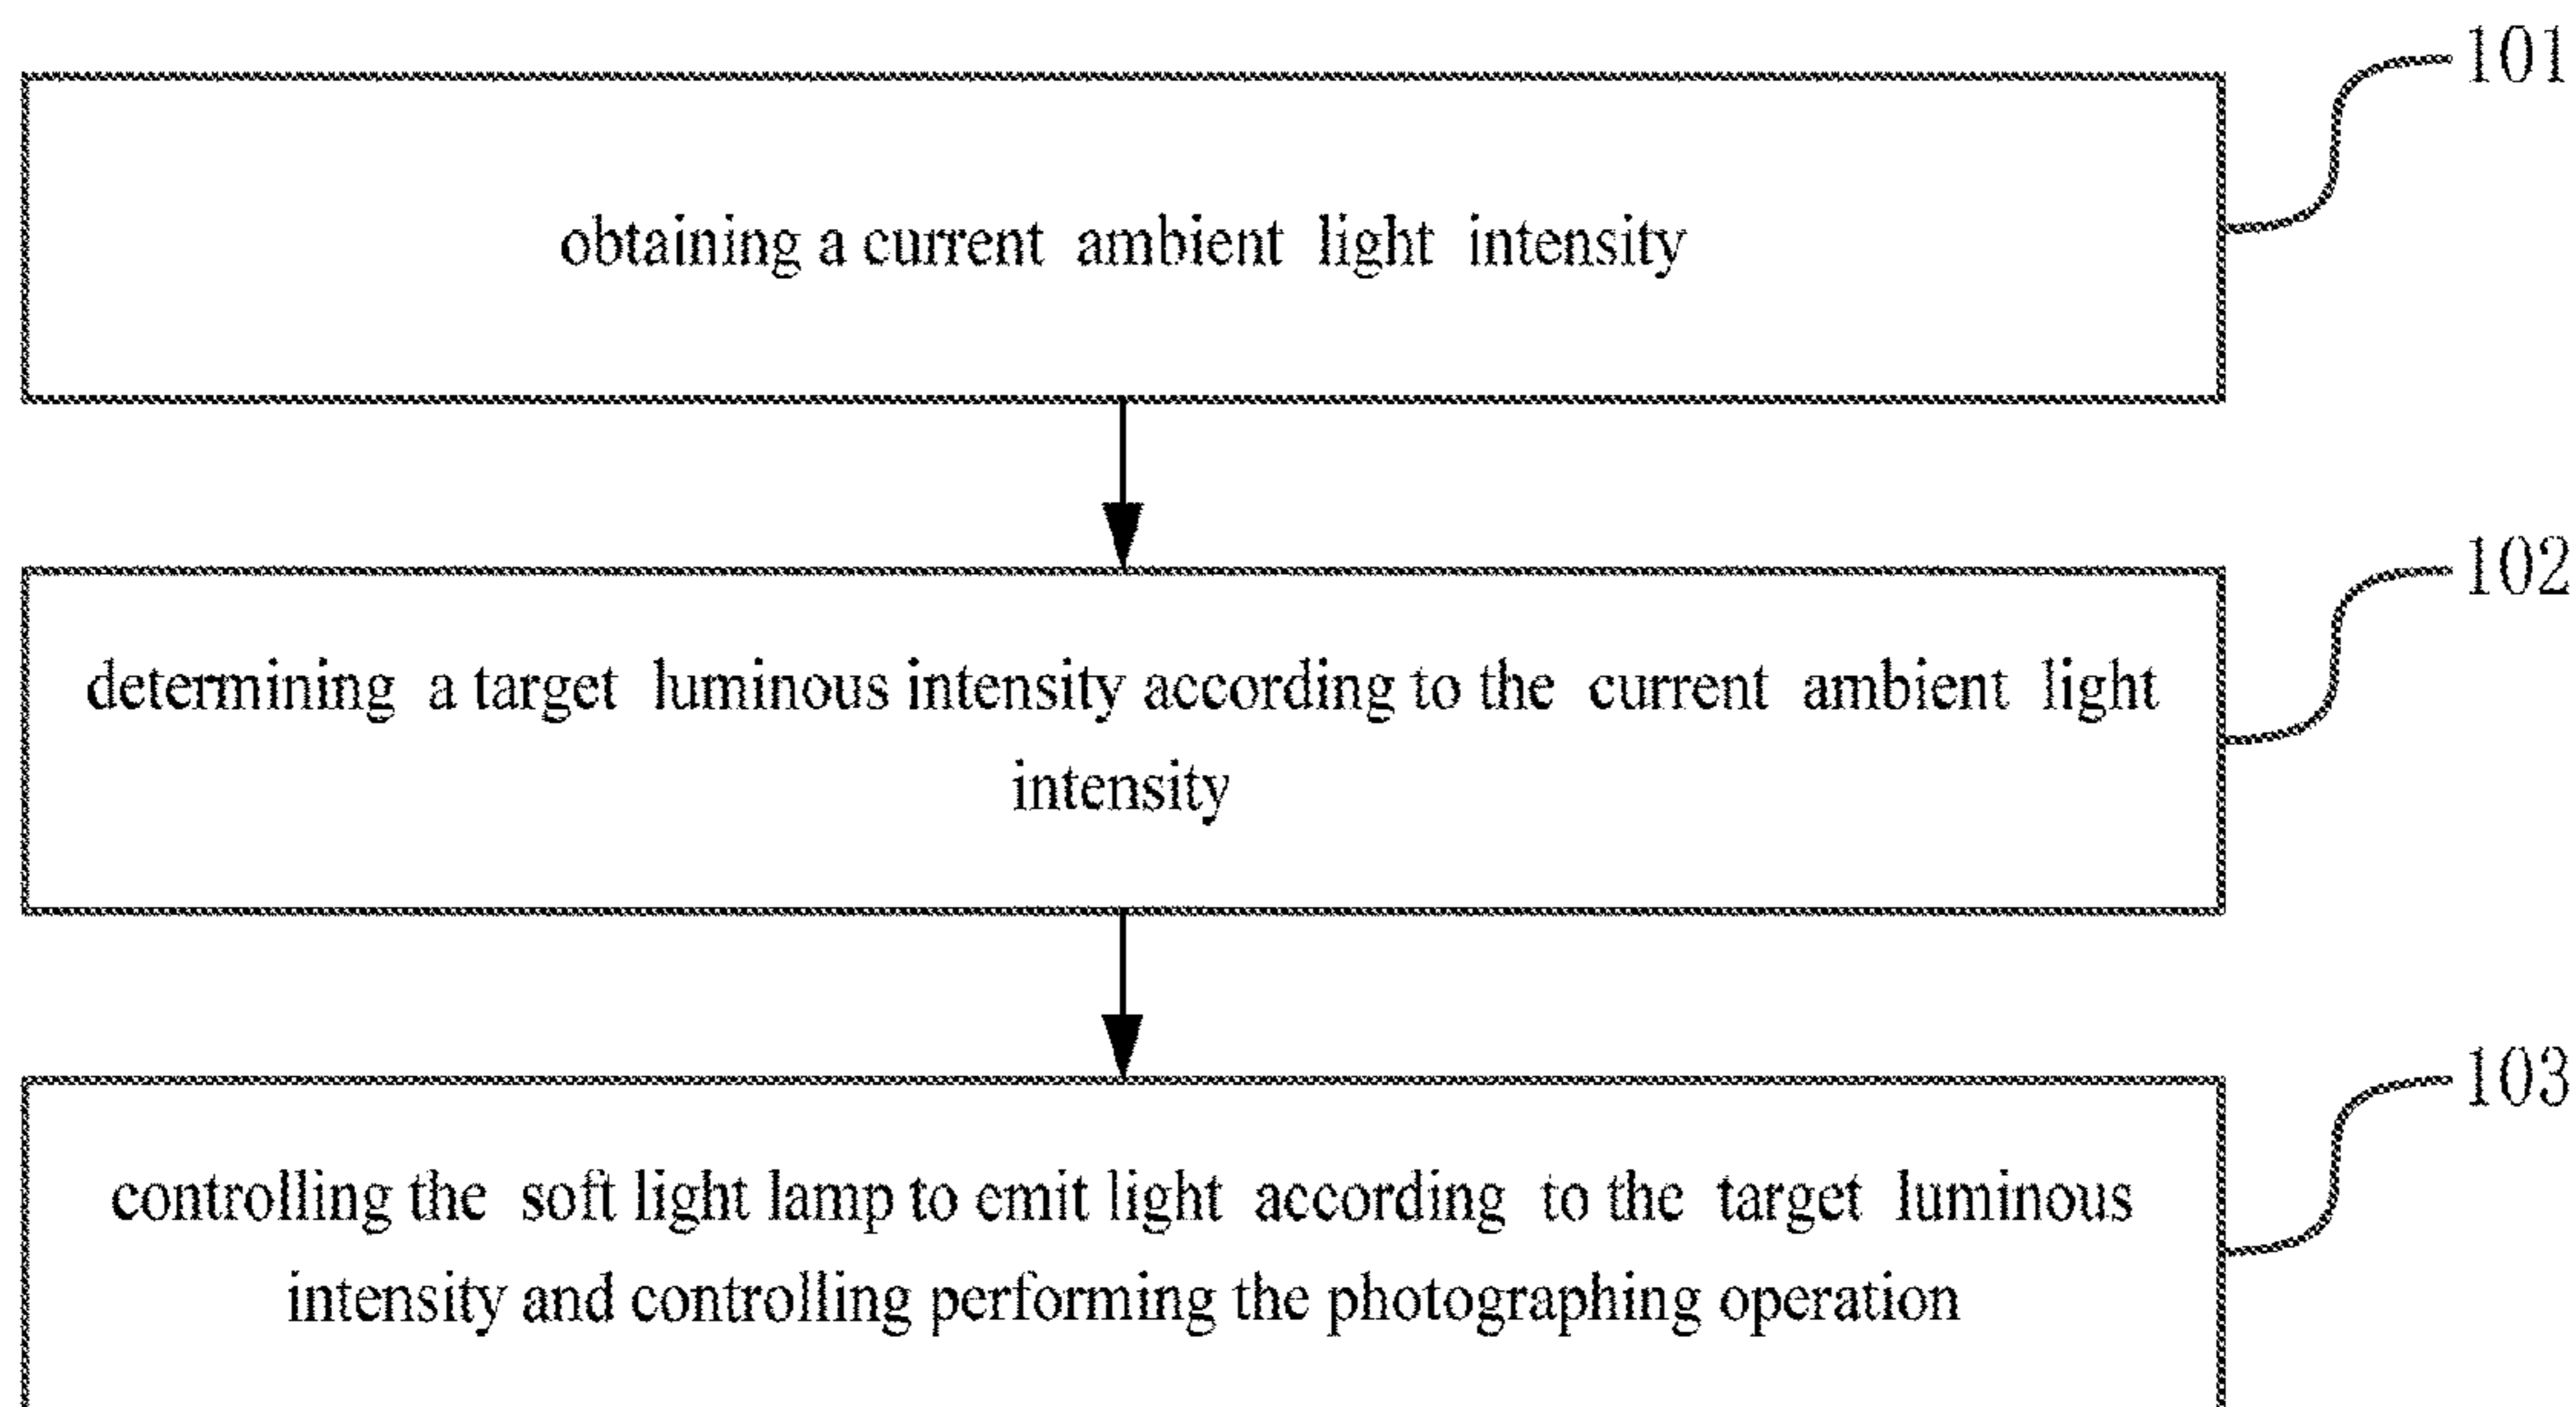 101
obtaining a current ambient light intensity
102
determining a target luminous intensity according to the current ambient light
intensity
103
controlling the soft light lamp to emit light according to the target luminous
intensity and controlling performing the photographing operation